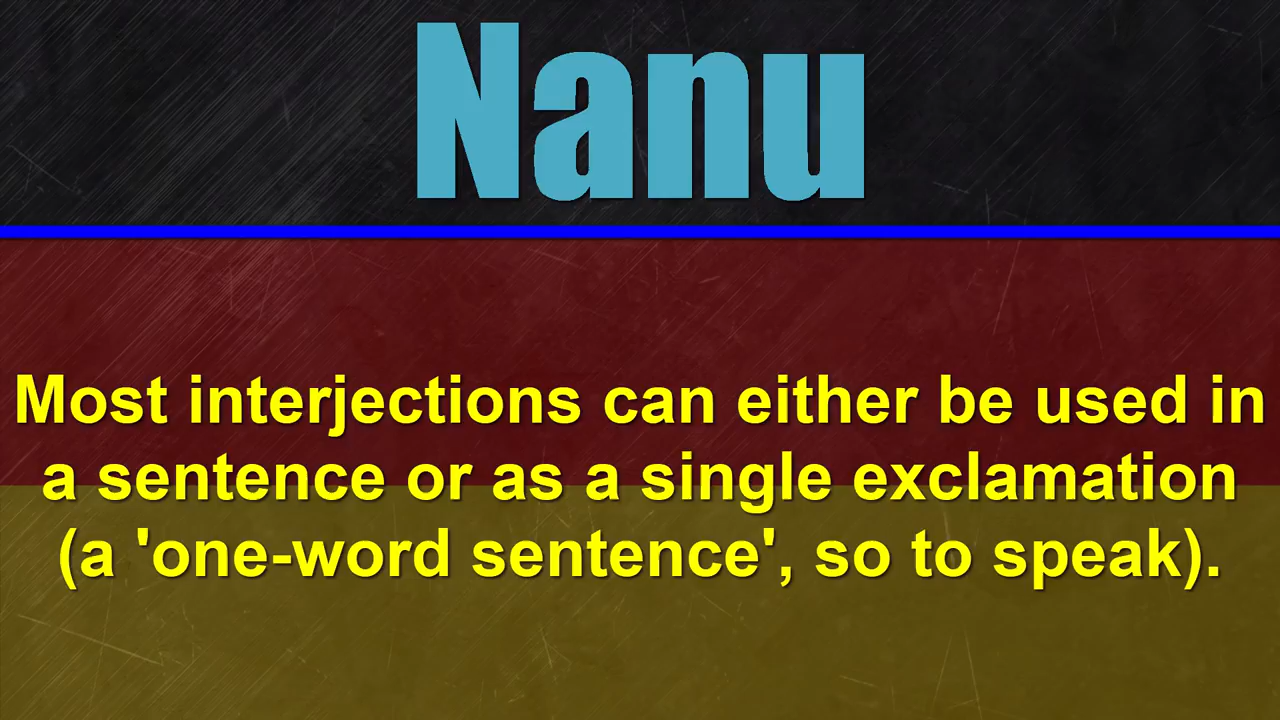 Nanu
Most interjections can either be used in
a sentence or as a single exclamation
(a 'one-word sentence', so to speak).